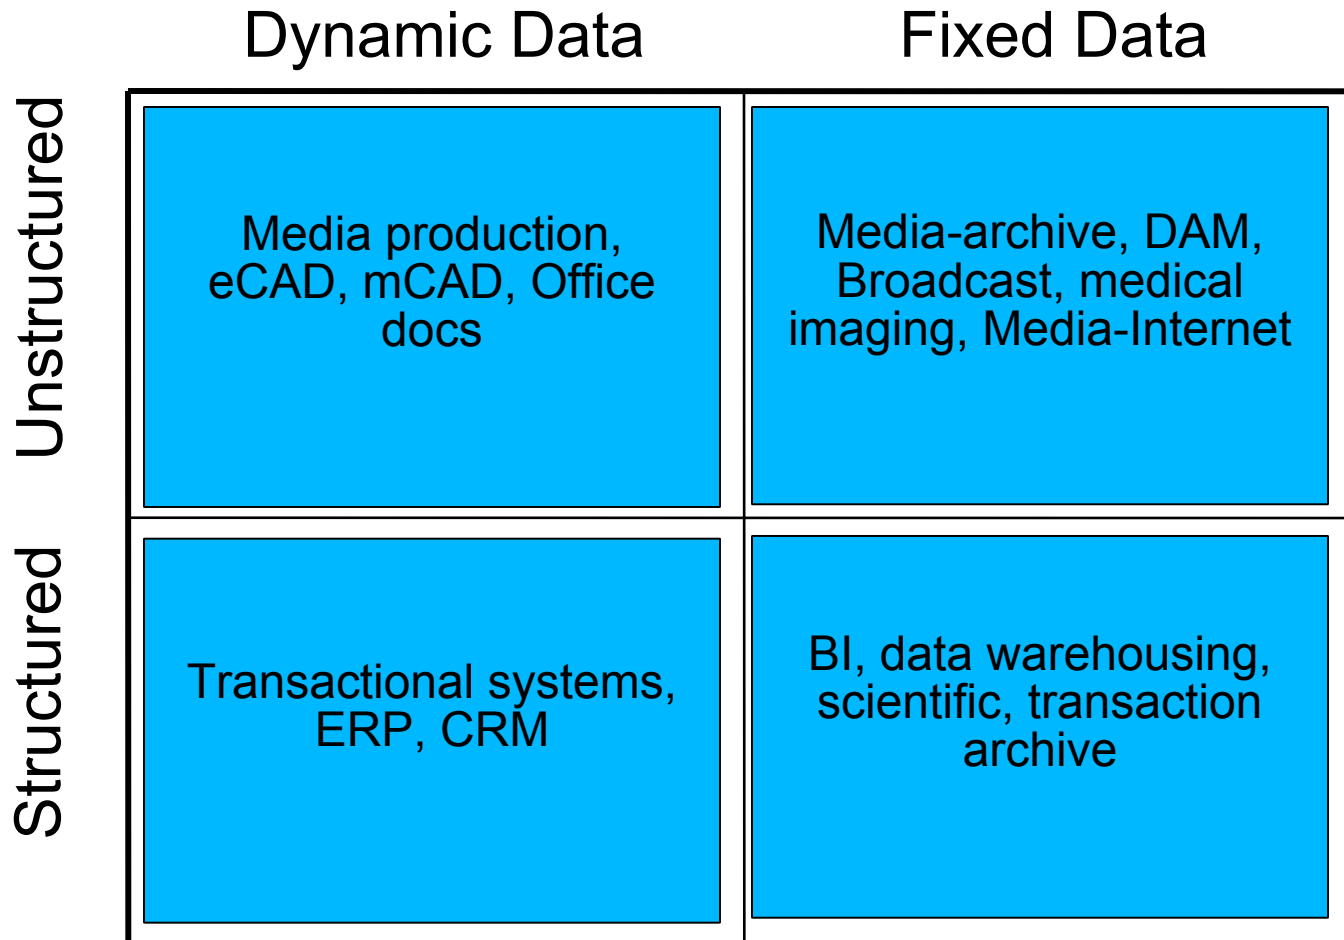 Dynamic Data
Fixed Data
Unstructured
Media production,
eCAD, mCAD, Office
docs
Media-archive, DAM,
Broadcast, medical
imaging, Media-Internet
Structured
Transactional systems,
ERP, CRM
BI, data warehousing,
scientific, transaction
archive